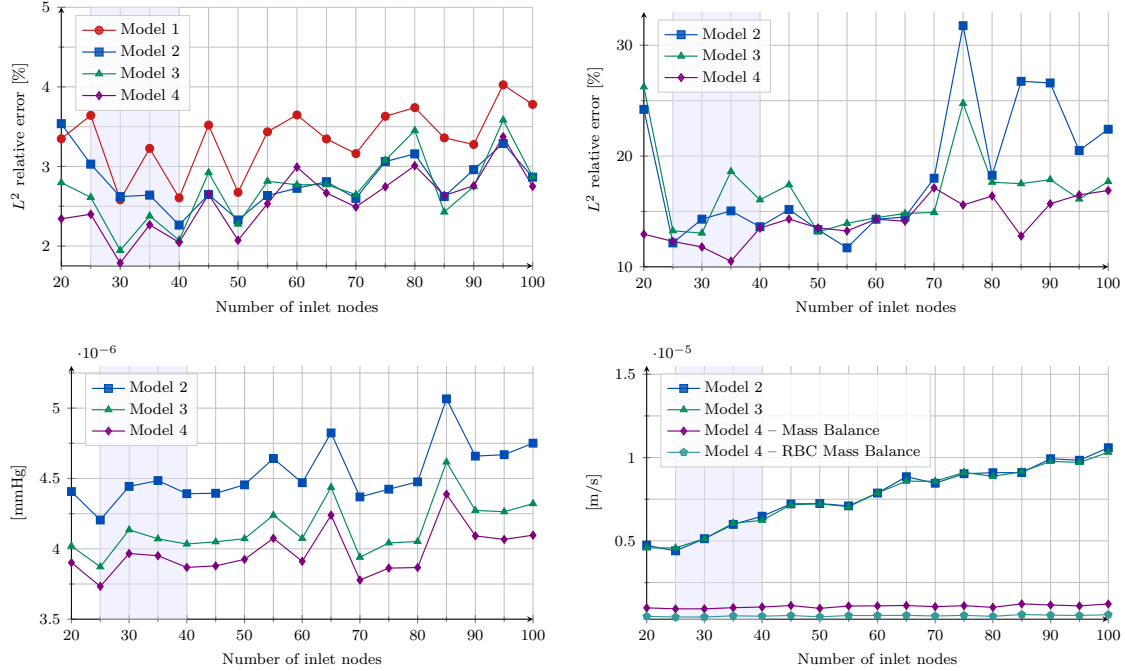 5
4
3
2
L² relative error [%]
Model 1
Model 2
Model 3
Model 4
20 30 40 50 60 70 80 90 100
Number of inlet nodes
30
20
10
L² relative error [%]
Model 2
Model 3
Model 4
20 30 40 50 60 70 80 90 100
Number of inlet nodes
·10⁻⁶
5
4.5
4
3.5
[mmHg]
Model 2
Model 3
Model 4
20 30 40 50 60 70 80 90 100
Number of inlet nodes
·10⁻⁵
1.5
1
0.5
[m/s]
Model 2
Model 3
Model 4 – Mass Balance
Model 4 – RBC Mass Balance
20 30 40 50 60 70 80 90 100
Number of inlet nodes